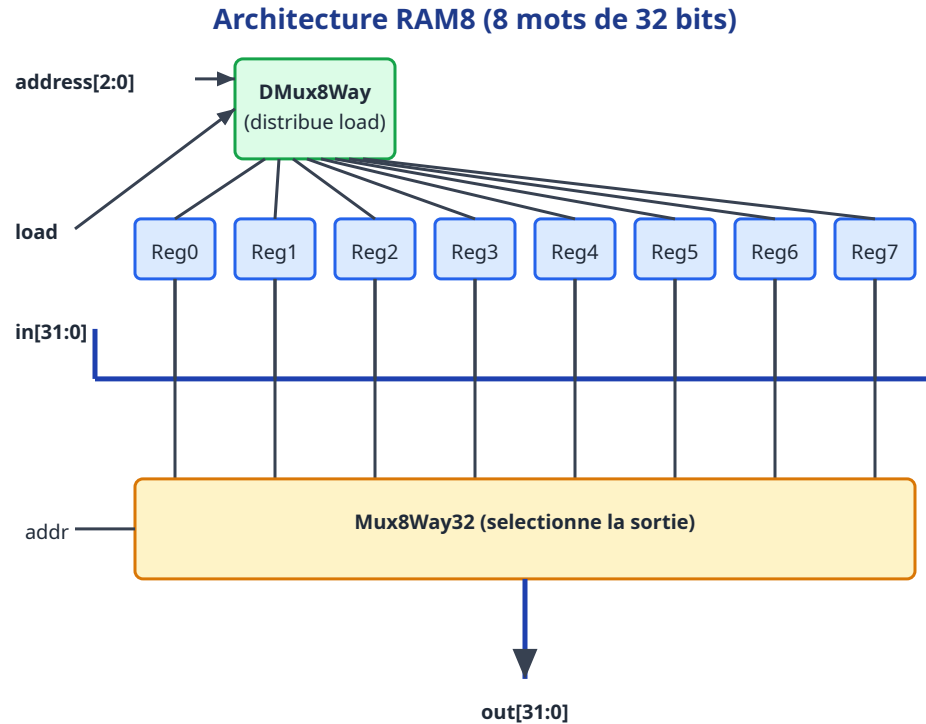 Architecture RAM8 (8 mots de 32 bits)
address[2:0]
DMux8Way
(distribue load)
load
Reg0
Reg1
Reg2
Reg3
Reg4
Reg5
Reg6
Reg7
in[31:0]
addr
Mux8Way32 (selectionne la sortie)
out[31:0]